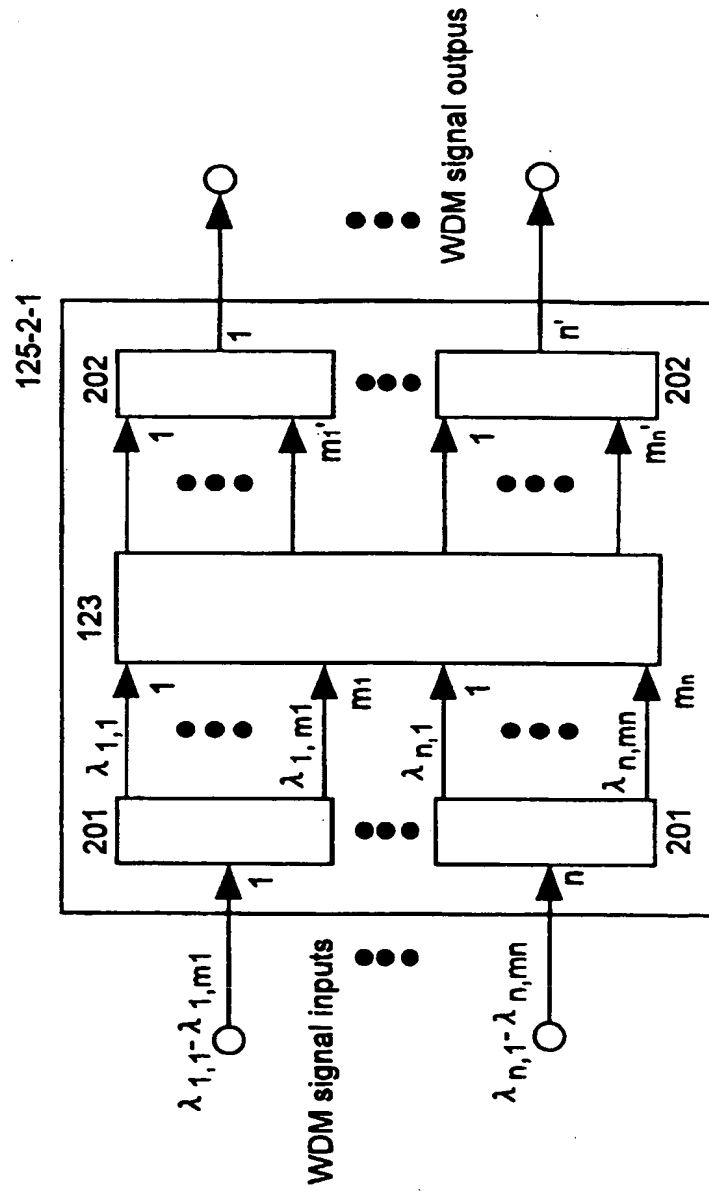 125-2-1
λ1,1-λ1,m1
WDM signal inputs
λn,1-λn,mn
1
n
201
201
λ1,1
λ1, m1
λn,1
λn,mn
1
m1
1
mn
123
1
m1'
1
mn'
202
202
1
n'
WDM signal outpus